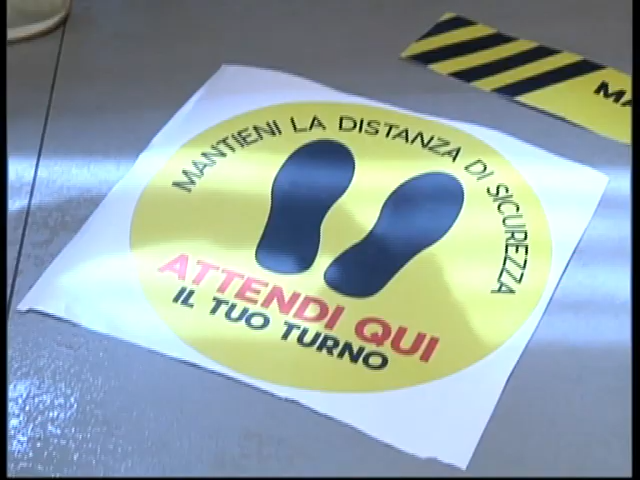 MANTIENI LA DISTANZA DI SICUREZZA
ATTENDI QUI
IL TUO TURNO